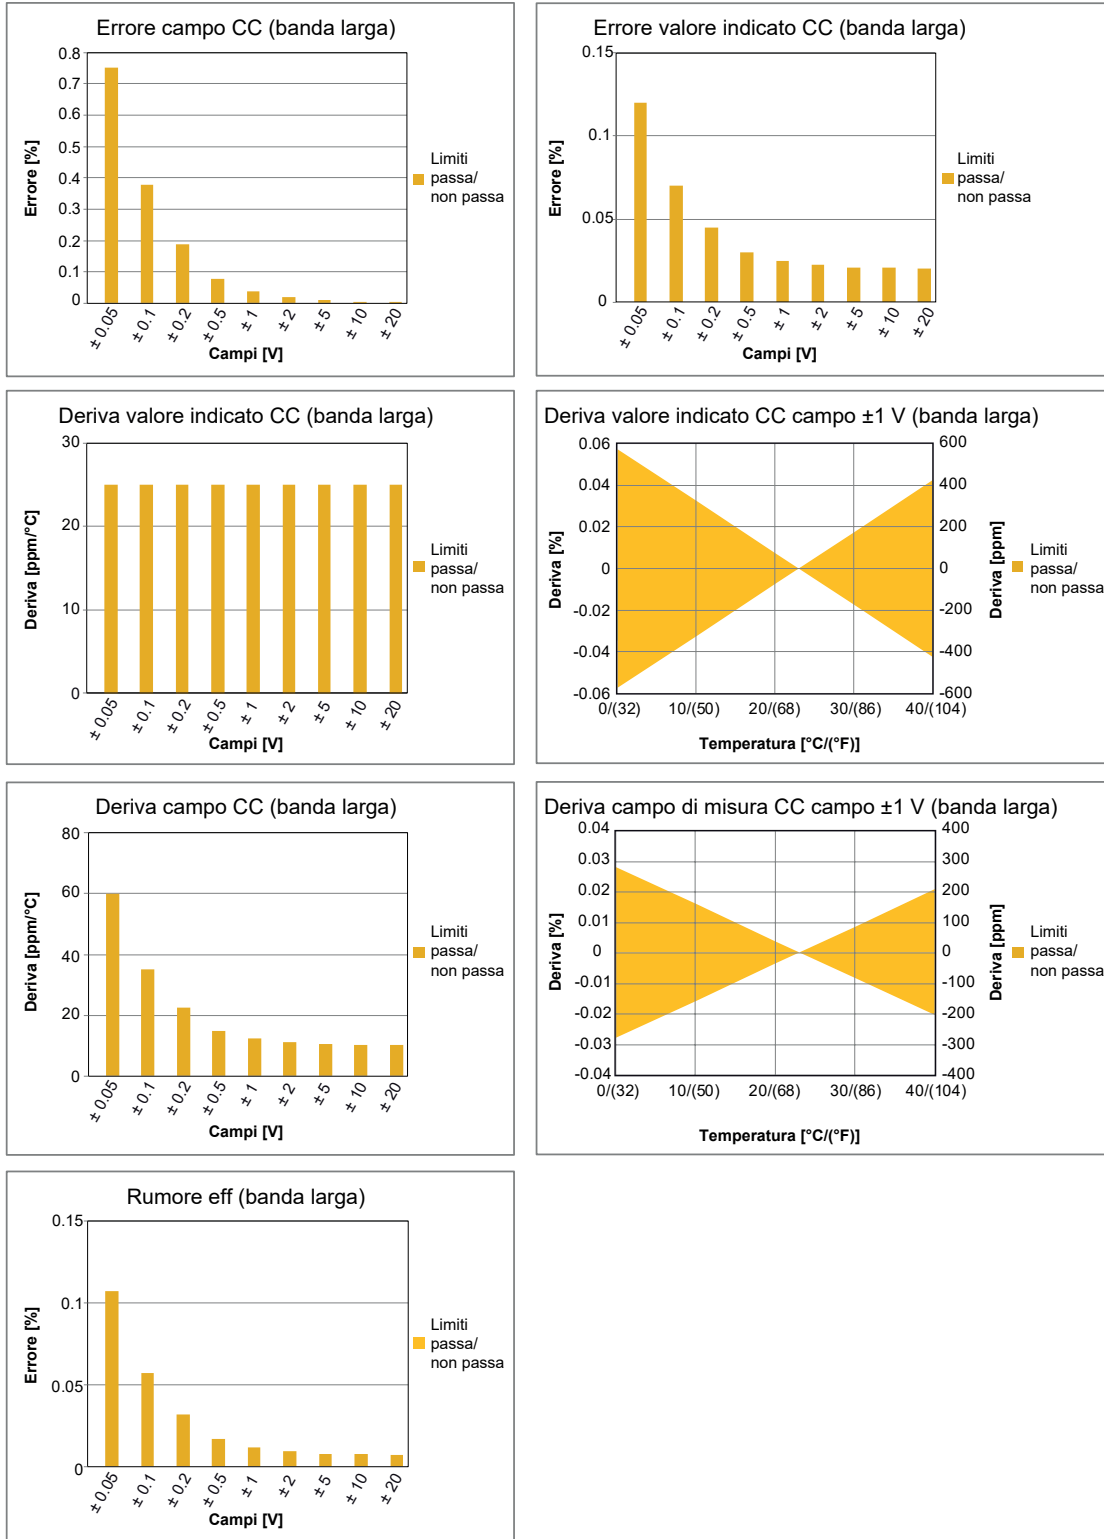 Errore campo CC (banda larga)
0.8
0.7
0.6
0.5
0.4
0.3
0.2
0.1
0
Errore [%]
± 0.05
± 0.1
± 0.2
± 0.5
± 1
± 2
± 5
± 10
± 20
Campi [V]
Limiti
passa/
non passa
Errore valore indicato CC (banda larga)
0.15
0.1
0.05
0
Errore [%]
± 0.05
± 0.1
± 0.2
± 0.5
± 1
± 2
± 5
± 10
± 20
Campi [V]
Limiti
passa/
non passa
Deriva valore indicato CC (banda larga)
30
20
10
0
Deriva [ppm/°C]
± 0.05
± 0.1
± 0.2
± 0.5
± 1
± 2
± 5
± 10
± 20
Campi [V]
Limiti
passa/
non passa
Deriva valore indicato CC campo ±1 V (banda larga)
0.06
0.04
0.02
0
-0.02
-0.04
-0.06
Deriva [%]
600
400
200
0
-200
-400
-600
Deriva [ppm]
0/(32)
10/(50)
20/(68)
30/(86)
40/(104)
Temperatura [°C/(°F)]
Limiti
passa/
non passa
Deriva campo CC (banda larga)
80
60
40
20
0
Deriva [ppm/°C]
± 0.05
± 0.1
± 0.2
± 0.5
± 1
± 2
± 5
± 10
± 20
Campi [V]
Limiti
passa/
non passa
Deriva campo di misura CC campo ±1 V (banda larga)
0.04
0.03
0.02
0.01
0
-0.01
-0.02
-0.03
-0.04
Deriva [%]
400
300
200
100
0
-100
-200
-300
-400
Deriva [ppm]
0/(32)
10/(50)
20/(68)
30/(86)
40/(104)
Temperatura [°C/(°F)]
Limiti
passa/
non passa
Rumore eff (banda larga)
0.15
0.1
0.05
0
Errore [%]
± 0.05
± 0.1
± 0.2
± 0.5
± 1
± 2
± 5
± 10
± 20
Campi [V]
Limiti
passa/
non passa